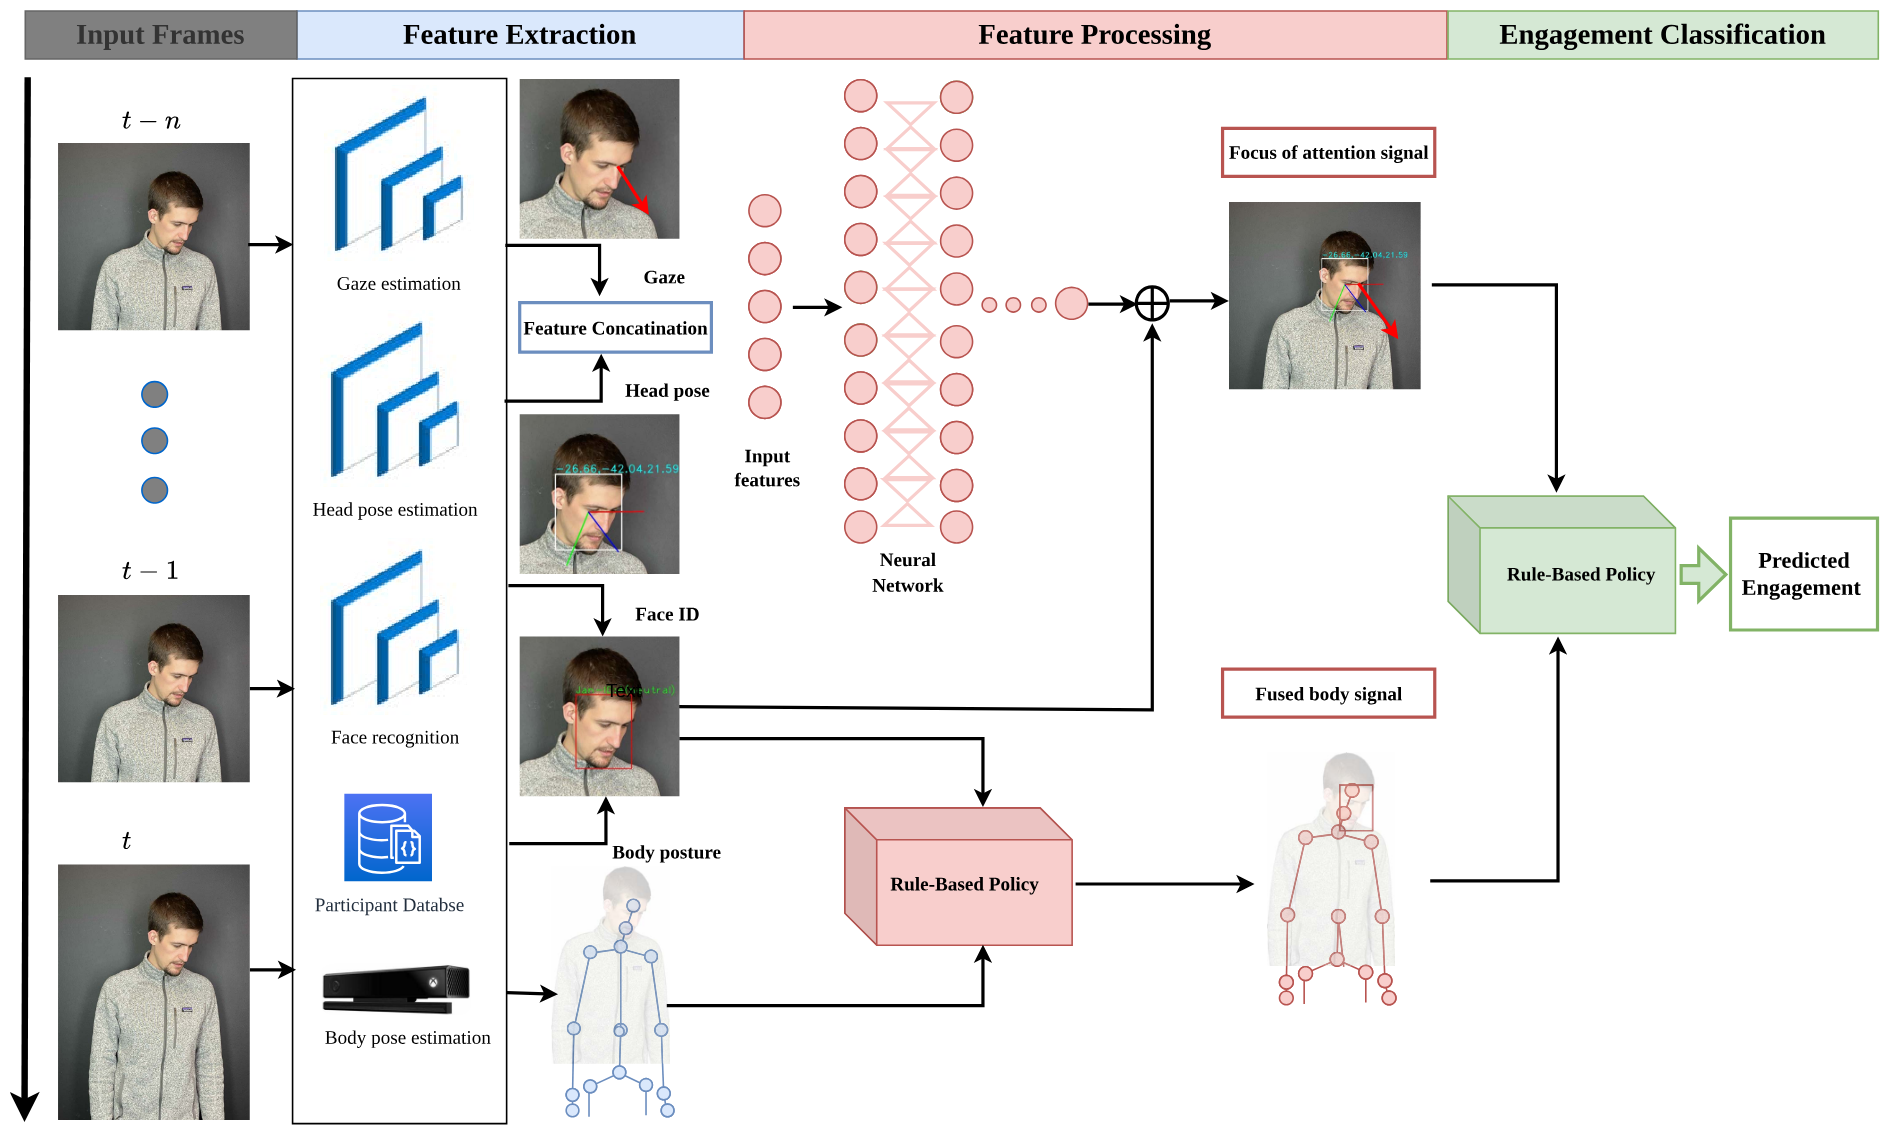 Input Frames
Feature Extraction
Feature Processing
Engagement Classification
t − n
t − 1
t
Gaze estimation
Head pose estimation
Face recognition
Participant Databse
Body pose estimation
Gaze
Feature Concatination
Head pose
-26.66,-42.04,21.59
Face ID
Body posture
Input
features
Neural
Network
Rule-Based Policy
Focus of attention signal
-26.66,-42.04,21.59
Fused body signal
Rule-Based Policy
Predicted
Engagement